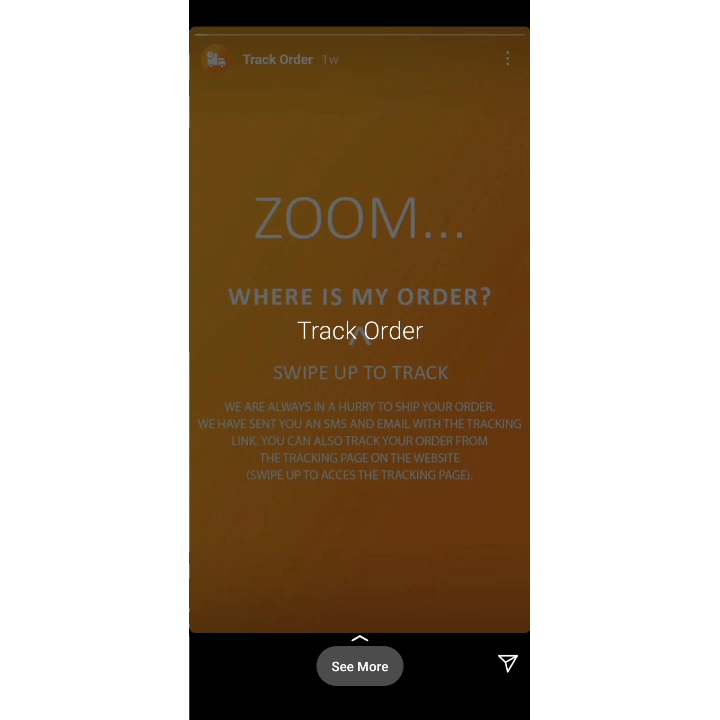 Track Order 1w
ZOOM...
WHERE IS MY ORDER?
Track Order
SWIPE UP TO TRACK
WE ARE ALWAYS IN A HURRY TO SHIP YOUR ORDER.
WE HAVE SENT YOU AN SMS AND EMAIL WITH THE TRACKING
LINK. YOU CAN ALSO TRACK YOUR ORDER FROM
THE TRACKING PAGE ON THE WEBSITE
(SWIPE UP TO ACCES THE TRACKING PAGE).
See More